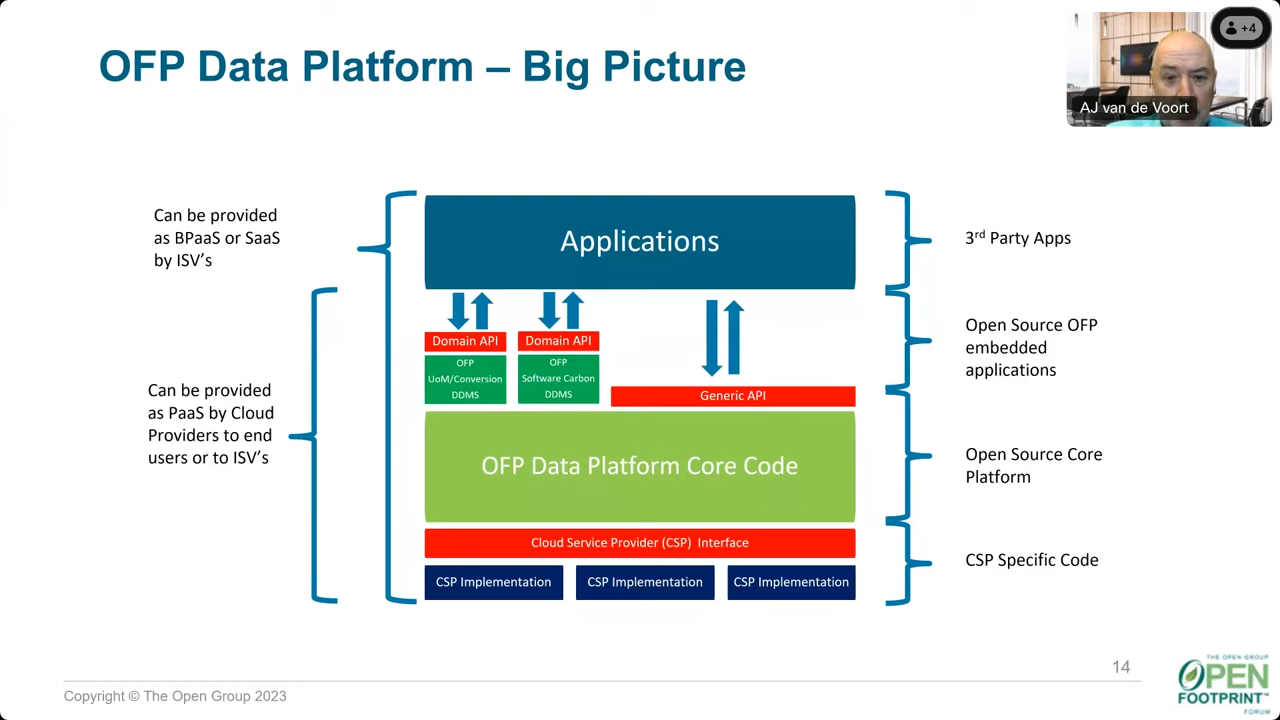 OFP Data Platform – Big Picture
+4
AJ van de Voort
Can be provided
as BPaaS or SaaS
by ISV's
Applications
3rd Party Apps
Domain API
Domain API
OFP
UoM/Conversion
DDMS
OFP
Software Carbon
DDMS
Generic API
Open Source OFP
embedded
applications
Can be provided
as PaaS by Cloud
Providers to end
users or to ISV's
OFP Data Platform Core Code
Open Source Core
Platform
Cloud Service Provider (CSP) Interface
CSP Implementation
CSP Implementation
CSP Implementation
CSP Specific Code
14
Copyright © The Open Group 2023
THE OPEN GROUP
OPEN
FOOTPRINT™
FORUM